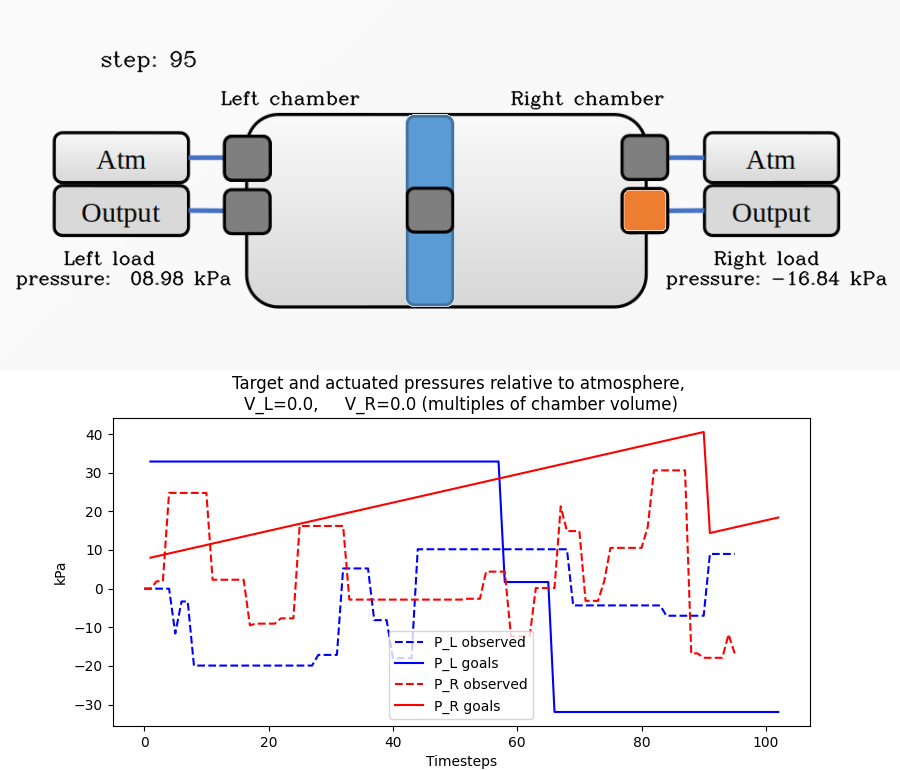 step: 95
Left chamber
Right chamber
Atm
Atm
Output
Output
Left load
pressure: 08.98 kPa
Right load
pressure: −16.84 kPa
Target and actuated pressures relative to atmosphere,
V_L=0.0, V_R=0.0 (multiples of chamber volume)
40
30
20
10
0
−10
−20
−30
kPa
P_L observed
P_L goals
P_R observed
P_R goals
0 20 40 60 80 100
Timesteps